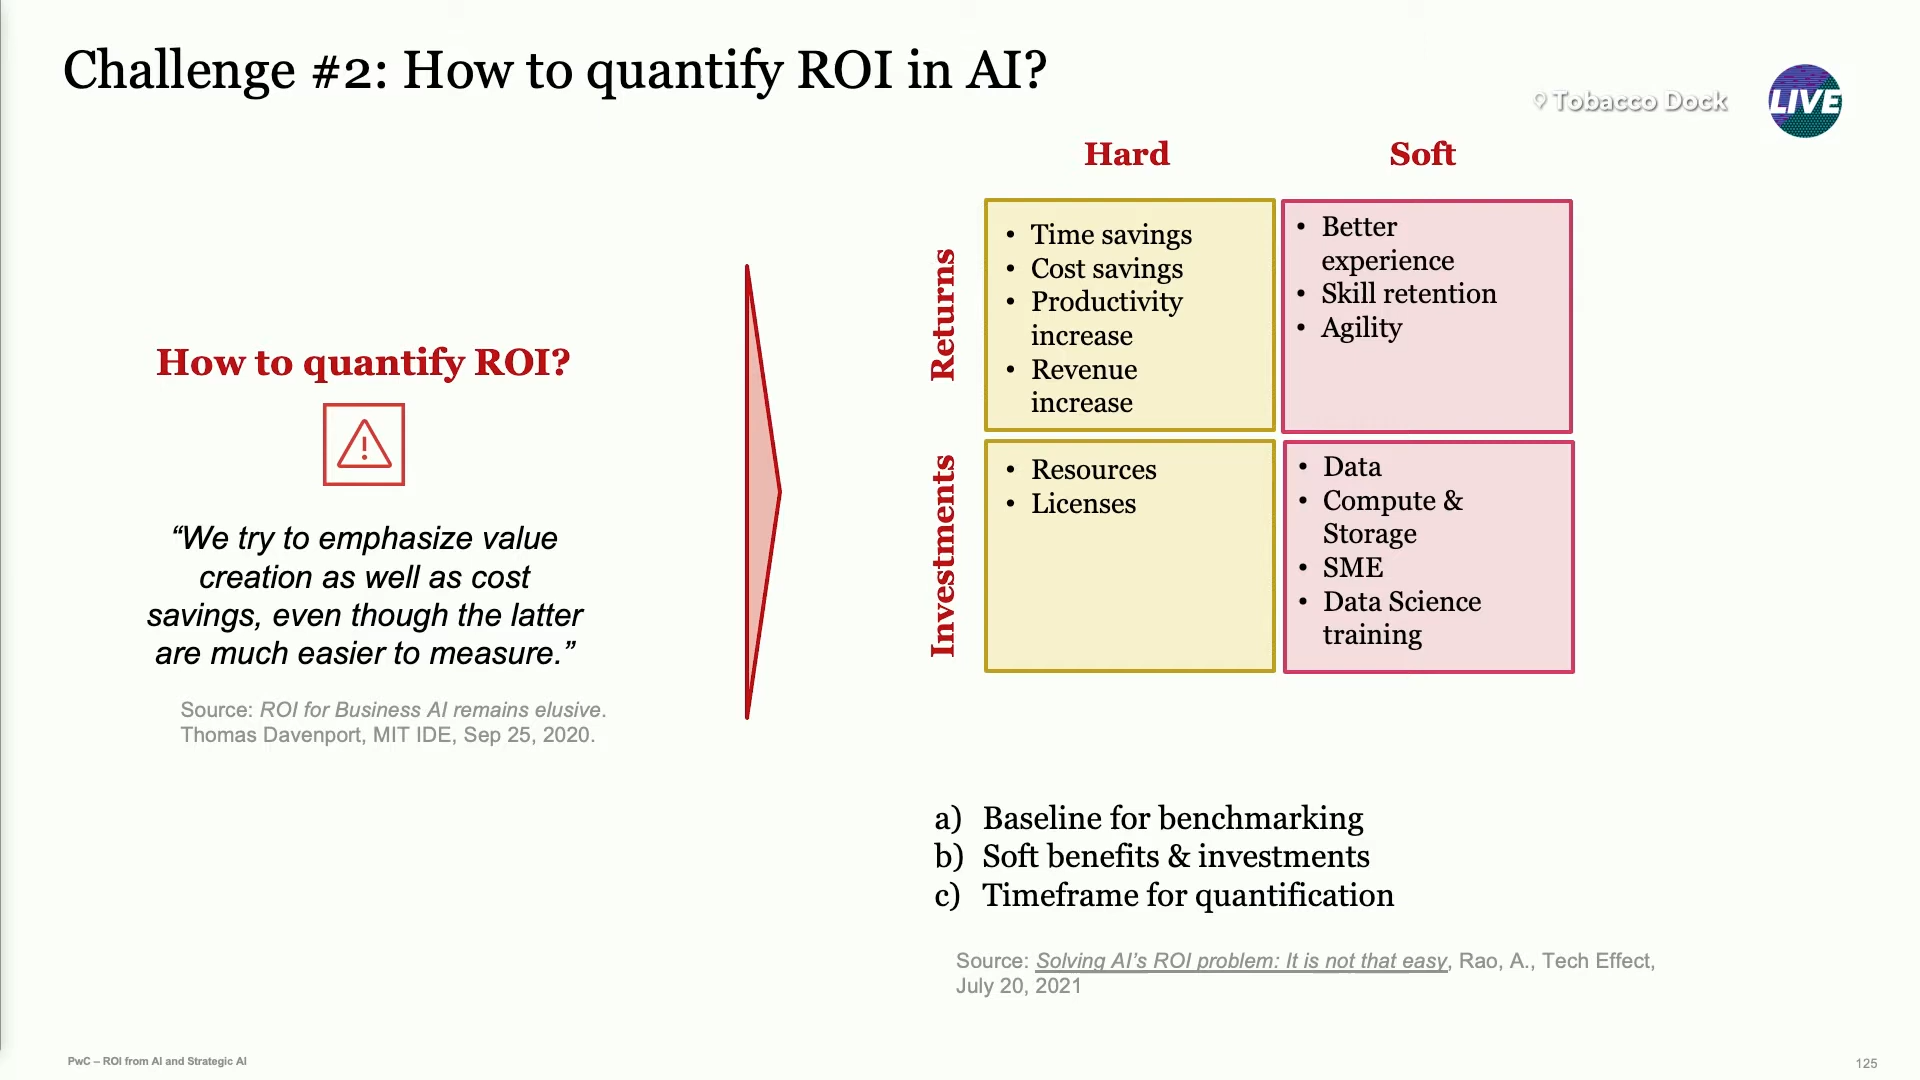 Challenge #2: How to quantify ROI in AI?
Tobacco Dock
LIVE
How to quantify ROI?
“We try to emphasize value
creation as well as cost
savings, even though the latter
are much easier to measure.”
Source: ROI for Business AI remains elusive.
Thomas Davenport, MIT IDE, Sep 25, 2020.
Hard
Soft
Returns
• Time savings
• Cost savings
• Productivity
increase
• Revenue
increase
• Better
experience
• Skill retention
• Agility
Investments
• Resources
• Licenses
• Data
• Compute &
Storage
• SME
• Data Science
training
a) Baseline for benchmarking
b) Soft benefits & investments
c) Timeframe for quantification
Source: Solving AI’s ROI problem: It is not that easy, Rao, A., Tech Effect,
July 20, 2021
PwC – ROI from AI and Strategic AI
125